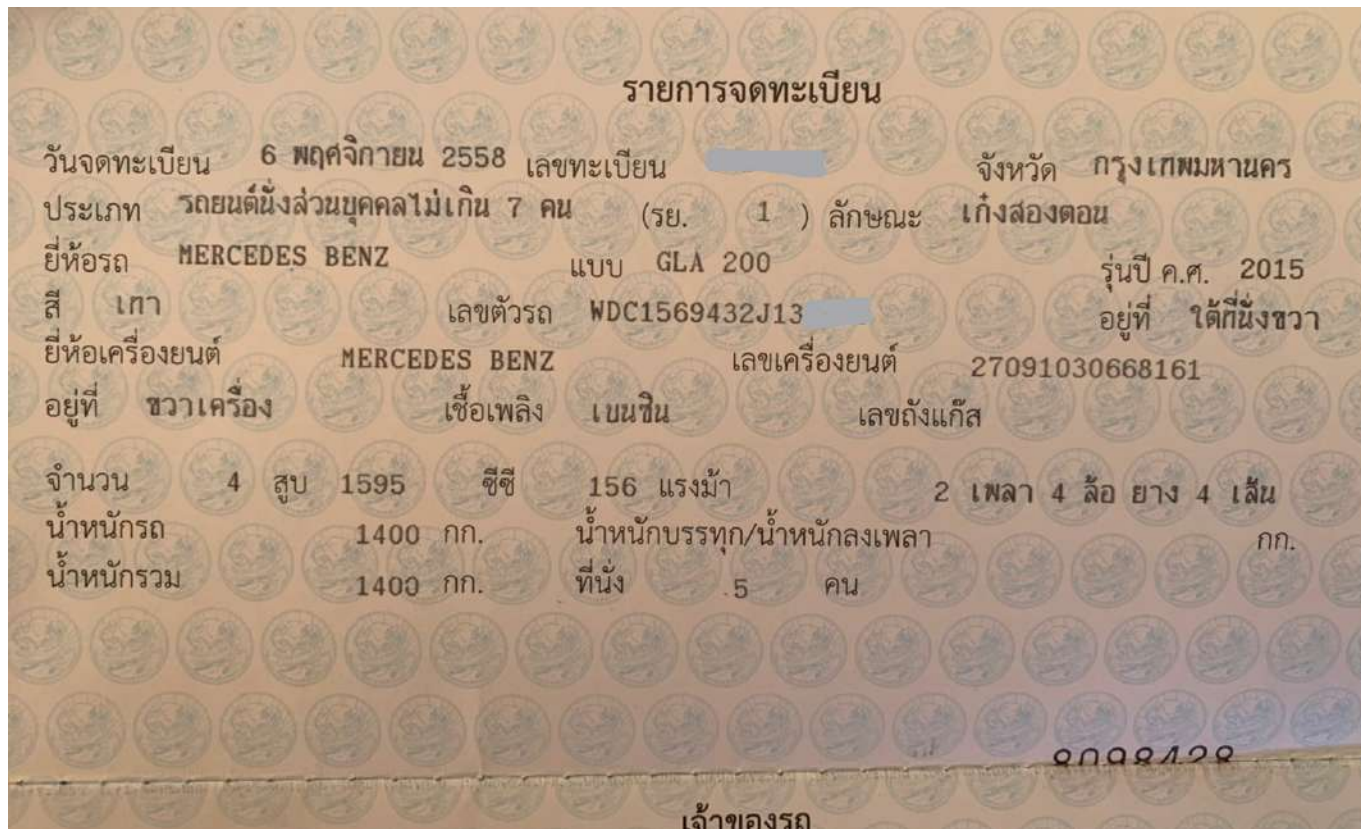 รายการจดทะเบียน
วันจดทะเบียน 6 พฤศจิกายน 2558 เลขทะเบียน จังหวัด กรุงเทพมหานคร
ประเภท รถยนต์นั่งส่วนบุคคลไม่เกิน 7 คน (รย. 1 ) ลักษณะ เก๋งสองตอน
ยี่ห้อรถ MERCEDES BENZ แบบ GLA 200 รุ่นปี ค.ศ. 2015
สี เทา เลขตัวรถ WDC1569432J13 อยู่ที่ ใต้ที่นั่งขวา
ยี่ห้อเครื่องยนต์ MERCEDES BENZ เลขเครื่องยนต์ 27091030668161
อยู่ที่ ขวาเครื่อง เชื้อเพลิง เบนซิน เลขถังแก๊ส
จำนวน 4 สูบ 1595 ซีซี 156 แรงม้า 2 เพลา 4 ล้อ ยาง 4 เส้น
น้ำหนักรถ 1400 กก. น้ำหนักบรรทุก/น้ำหนักลงเพลา กก.
น้ำหนักรวม 1400 กก. ที่นั่ง 5 คน
เจ้าของรถ